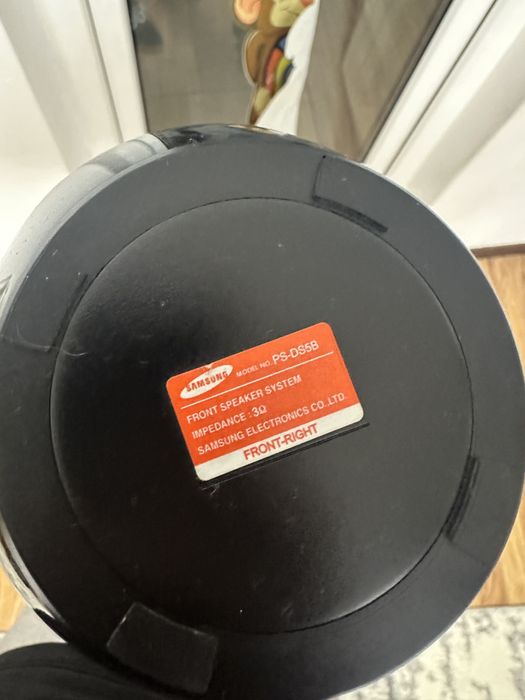 SAMSUNG MODEL NO. PS-DS5B
FRONT SPEAKER SYSTEM
IMPEDANCE : 3Ω
SAMSUNG ELECTRONICS CO.,LTD.
FRONT-RIGHT